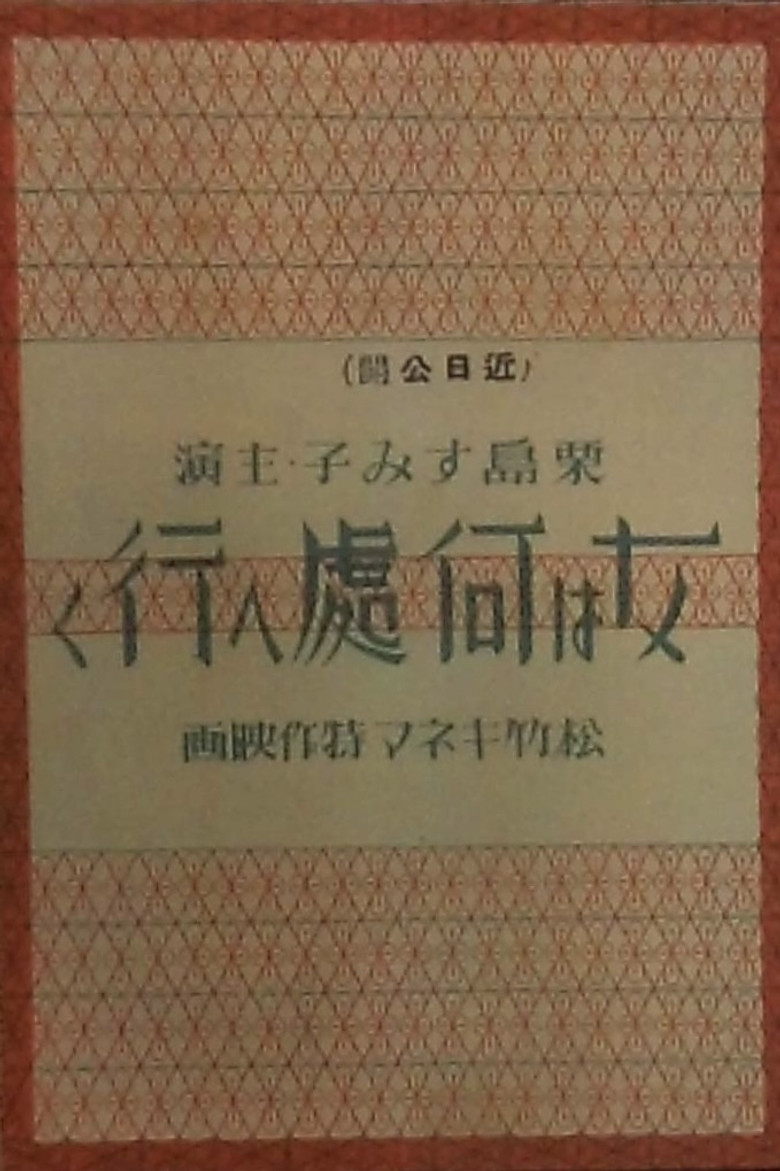 (近日公開)
栗島すみ子・主演
女は何處へ行く
松竹キネマ特作映画